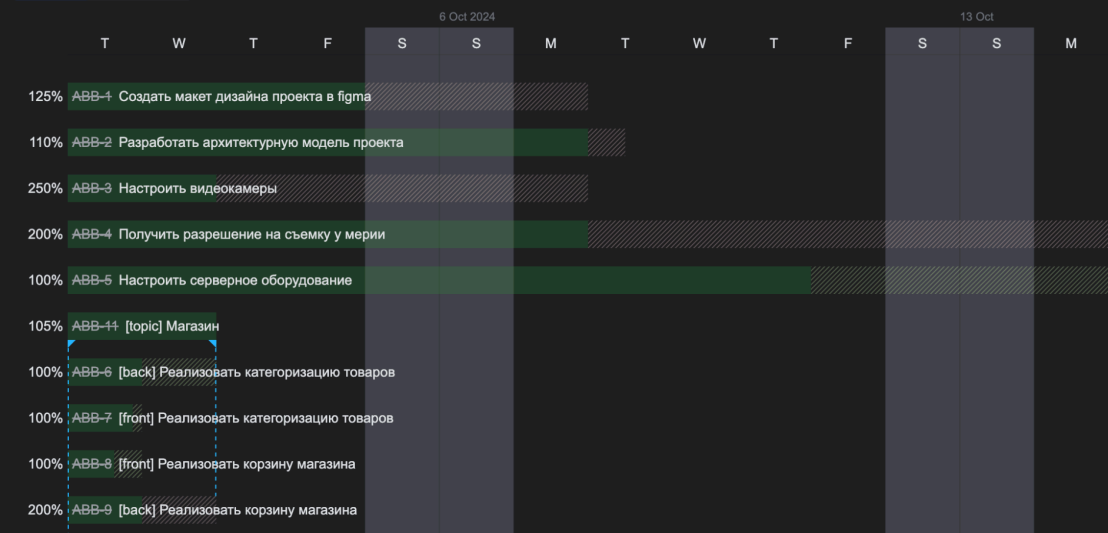 6 Oct 2024 13 Oct
T W T F S S M T W T F S S M
125% ABB-1 Создать макет дизайна проекта в figma
110% ABB-2 Разработать архитектурную модель проекта
250% ABB-3 Настроить видеокамеры
200% ABB-4 Получить разрешение на съемку у мерии
100% ABB-5 Настроить серверное оборудование
105% ABB-11 [topic] Магазин
100% ABB-6 [back] Реализовать категоризацию товаров
100% ABB-7 [front] Реализовать категоризацию товаров
100% ABB-8 [front] Реализовать корзину магазина
200% ABB-9 [back] Реализовать корзину магазина